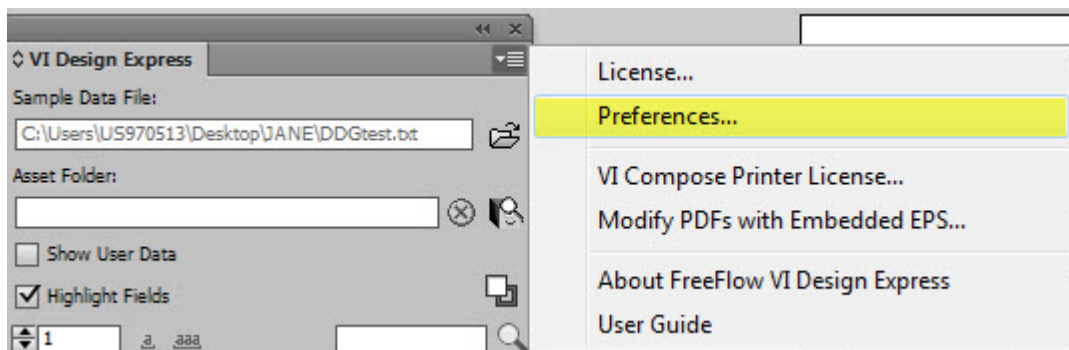 VI Design Express
Sample Data File:
C:\Users\US970513\Desktop\JANE\DDGtest.txt
Asset Folder:
Show User Data
Highlight Fields
1
a aaa
License...
Preferences...
VI Compose Printer License...
Modify PDFs with Embedded EPS...
About FreeFlow VI Design Express
User Guide